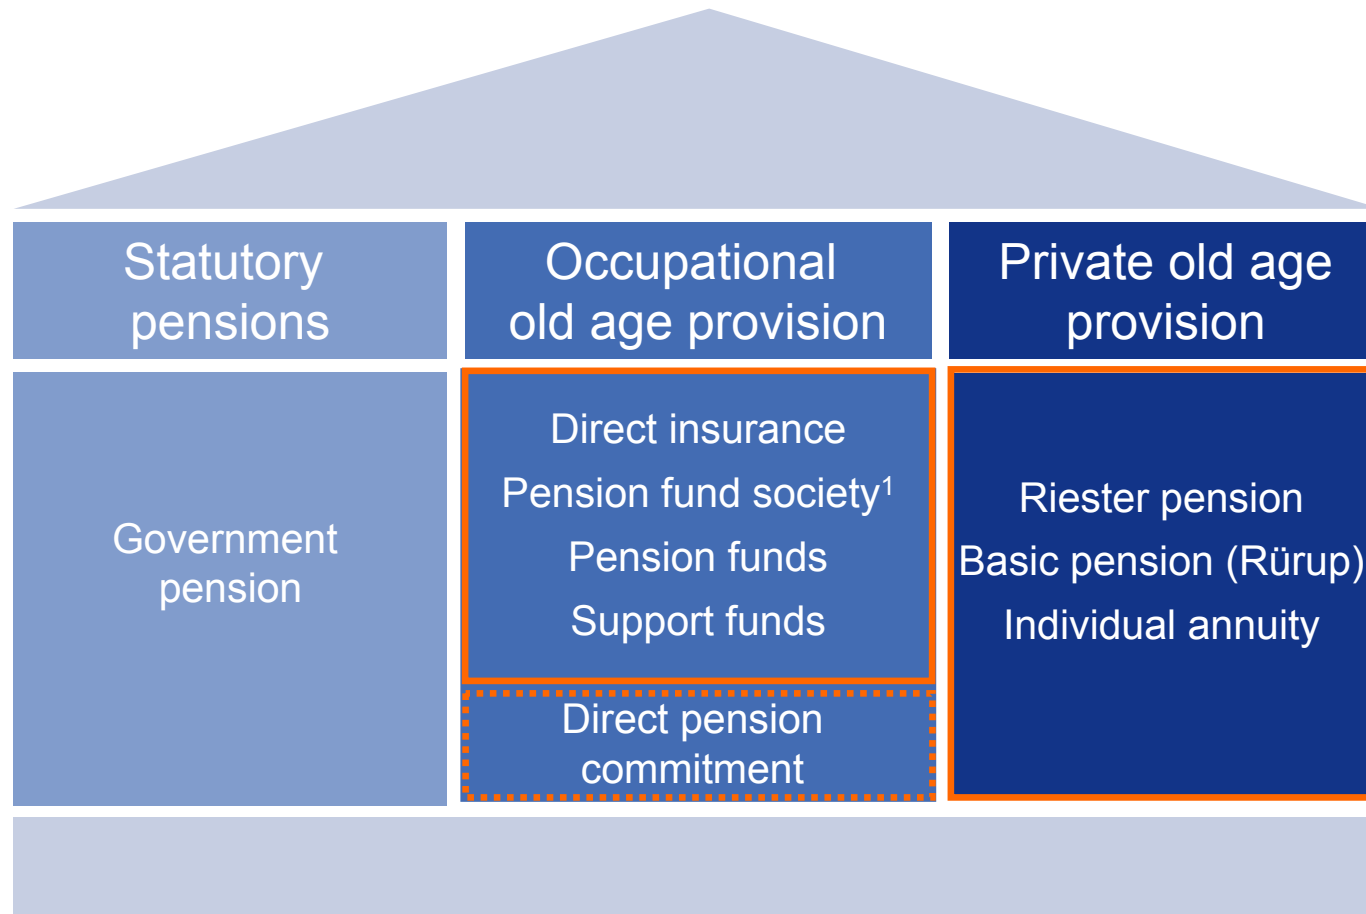 Statutory
pensions
Occupational
old age provision
Private old age
provision
Government
pension
Direct insurance
Pension fund society¹
Pension funds
Support funds
Direct pension
commitment
Riester pension
Basic pension (Rürup)
Individual annuity